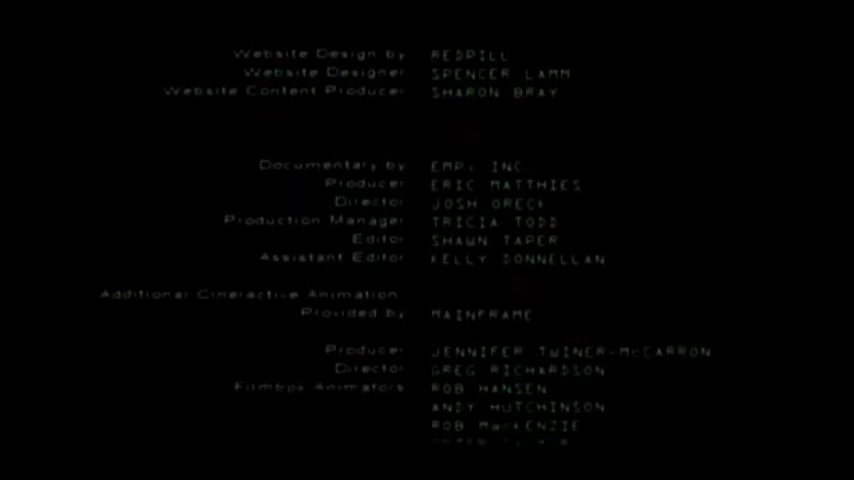 Website Design by REDPILL
Website Designer SPENCER LAMM
Website Content Producer SHARON BRAY
Documentary by EMP, INC.
Producer ERIC MATTHIES
Director JOSH ORECK
Production Manager TRICIA TODD
Editor SHAWN TAPER
Assistant Editor KELLY DONNELLAN
Additional Cineractive Animation
Provided by MAINFRAME
Producer JENNIFER TWINER-McCARRON
Director GREG RICHARDSON
Filmbox Animators ROB HANSEN
ANDY HUTCHINSON
ROB MacKENZIE